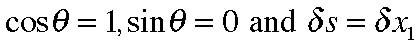 cosθ = 1, sinθ = 0 and δs = δx₁